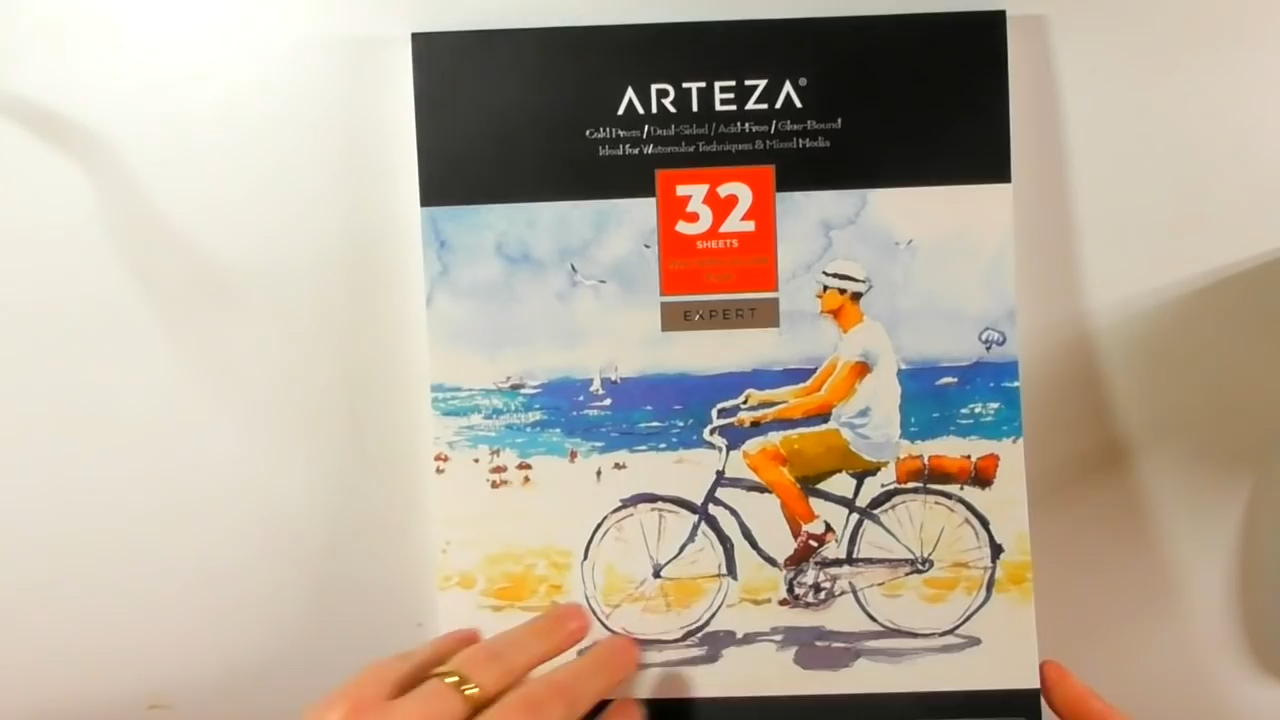 ARTEZA®
Cold Press / Dual-Sided / Acid-Free / Glue-Bound
Ideal for Watercolor Techniques & Mixed Media
32
SHEETS
EXPERT